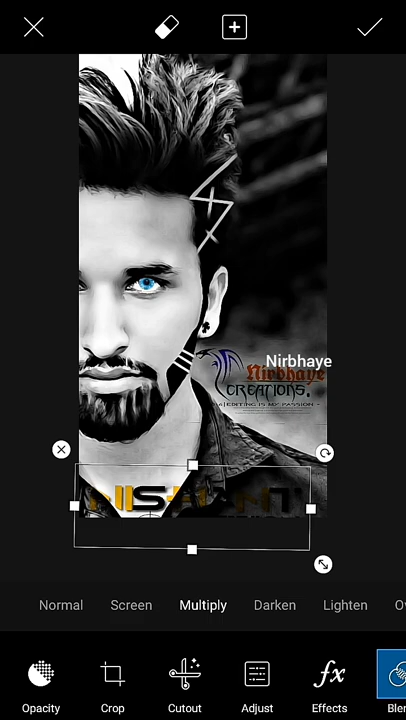 Nirbhaye
Nirbhaye
CREATIONS.
EDITING IS MY PASSION
Normal Screen Multiply Darken Lighten
Opacity Crop Cutout Adjust Effects